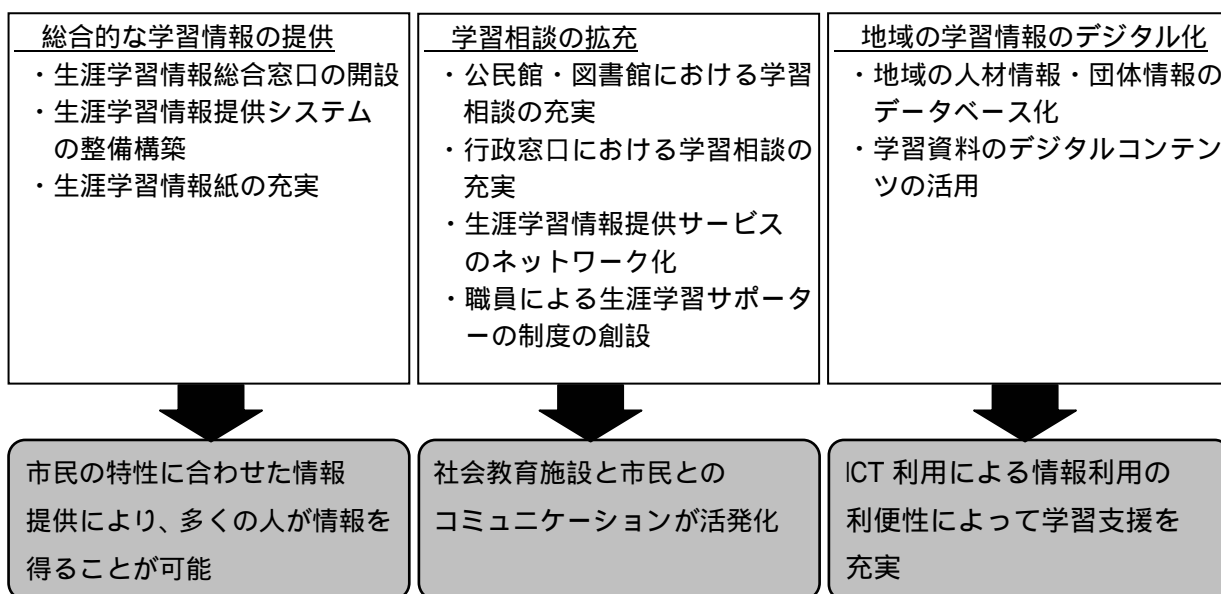 総合的な学習情報の提供
・生涯学習情報総合窓口の開設
・生涯学習情報提供システム
の整備構築
・生涯学習情報紙の充実
学習相談の拡充
・公民館・図書館における学習
相談の充実
・行政窓口における学習相談の
充実
・生涯学習情報提供サービス
のネットワーク化
・職員による生涯学習サポータ
ーの制度の創設
地域の学習情報のデジタル化
・地域の人材情報・団体情報の
データベース化
・学習資料のデジタルコンテン
ツの活用
市民の特性に合わせた情報
提供により、多くの人が情報を
得ることが可能
社会教育施設と市民との
コミュニケーションが活発化
ICT 利用による情報利用の
利便性によって学習支援を
充実